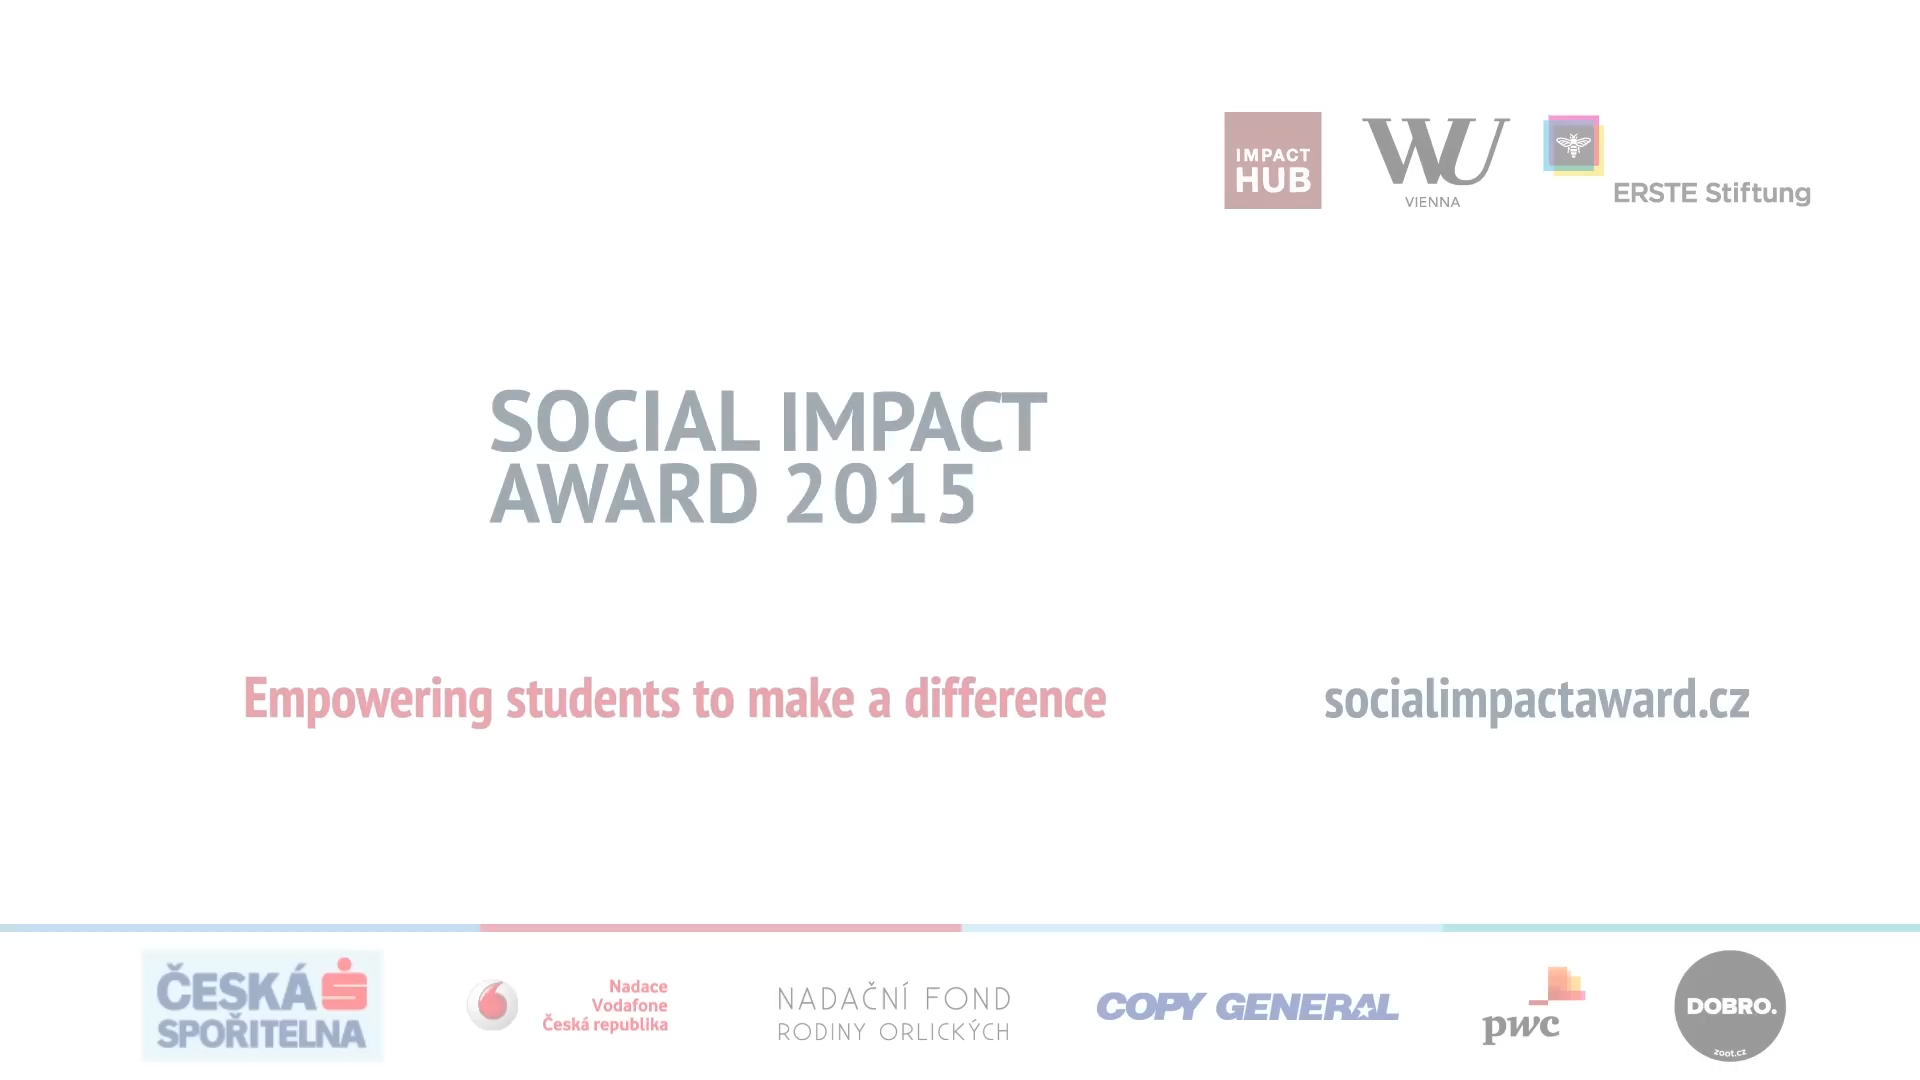 IMPACT
HUB
WU
VIENNA
ERSTE Stiftung
SOCIAL IMPACT
AWARD 2015
Empowering students to make a difference
socialimpactaward.cz
ČESKÁ
SPOŘITELNA
Nadace
Vodafone
Česká republika
NADAČNÍ FOND
RODINY ORLICKÝCH
COPY GENERAL
pwc
DOBRO.
zoot.cz